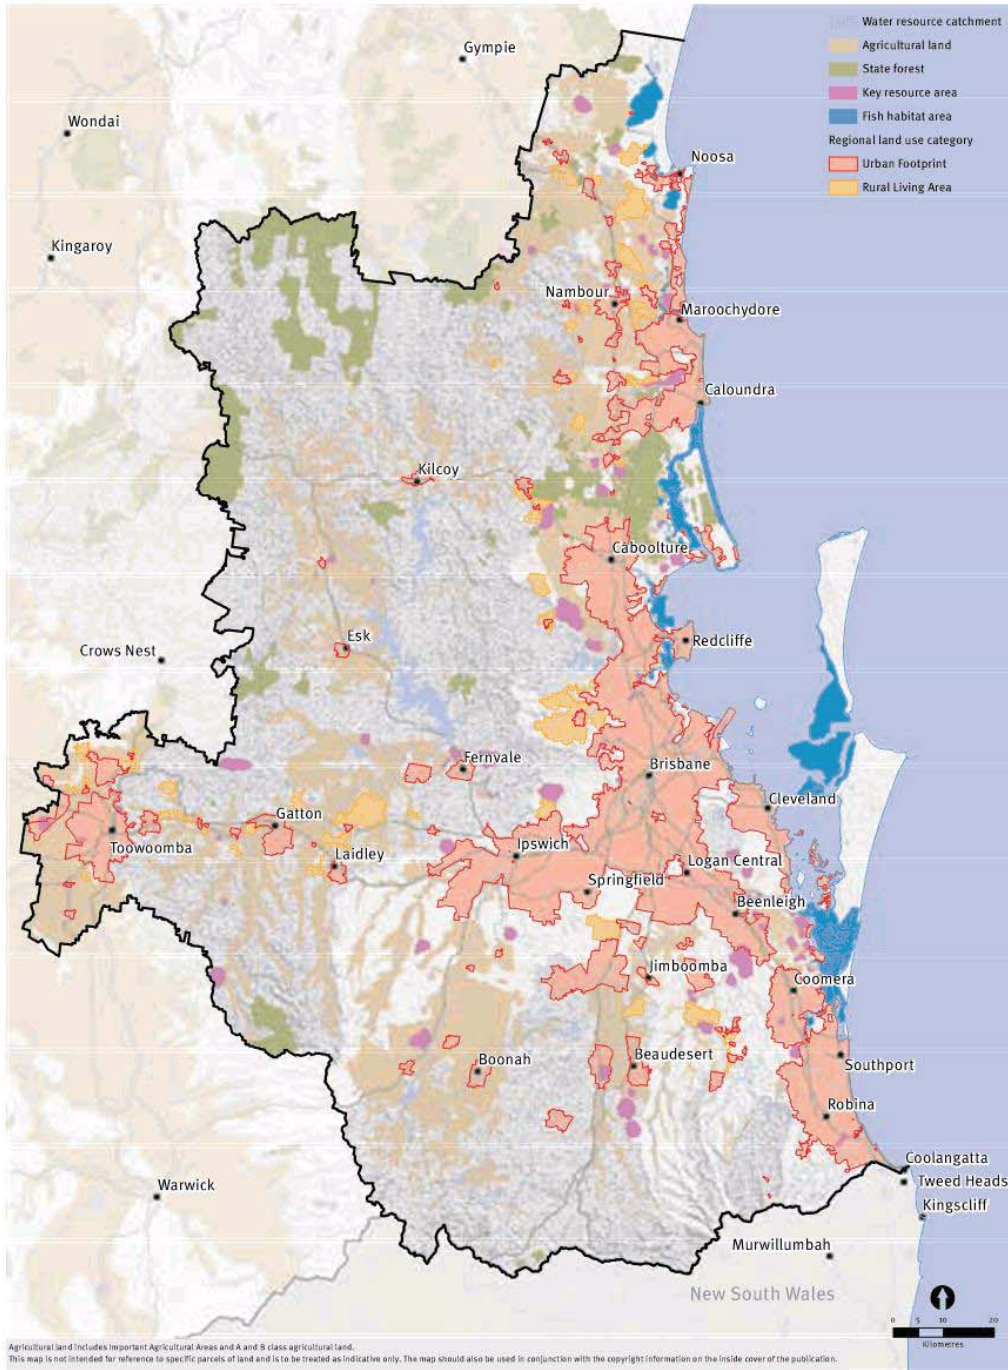 Water resource catchment
Agricultural land
State forest
Key resource area
Fish habitat area
Regional land use category
Urban Footprint
Rural Living Area
Gympie
Wondai
Noosa
Kingaroy
Nambour
Maroochydore
Caloundra
Kilcoy
Caboolture
Esk
Redcliffe
Crows Nest
Fernvale
Brisbane
Cleveland
Gatton
Toowoomba
Laidley
Ipswich
Logan Central
Springfield
Beenleigh
Jimboomba
Coomera
Boonah
Beaudesert
Southport
Robina
Coolangatta
Tweed Heads
Warwick
Kingscliff
Murwillumbah
New South Wales
0 5 10 20
Kilometres
Agricultural land includes Important Agricultural Areas and A and B class agricultural land.
This map is not intended for reference to specific parcels of land and is to be treated as indicative only. The map should also be used in conjunction with the copyright information on the inside cover of the publication.